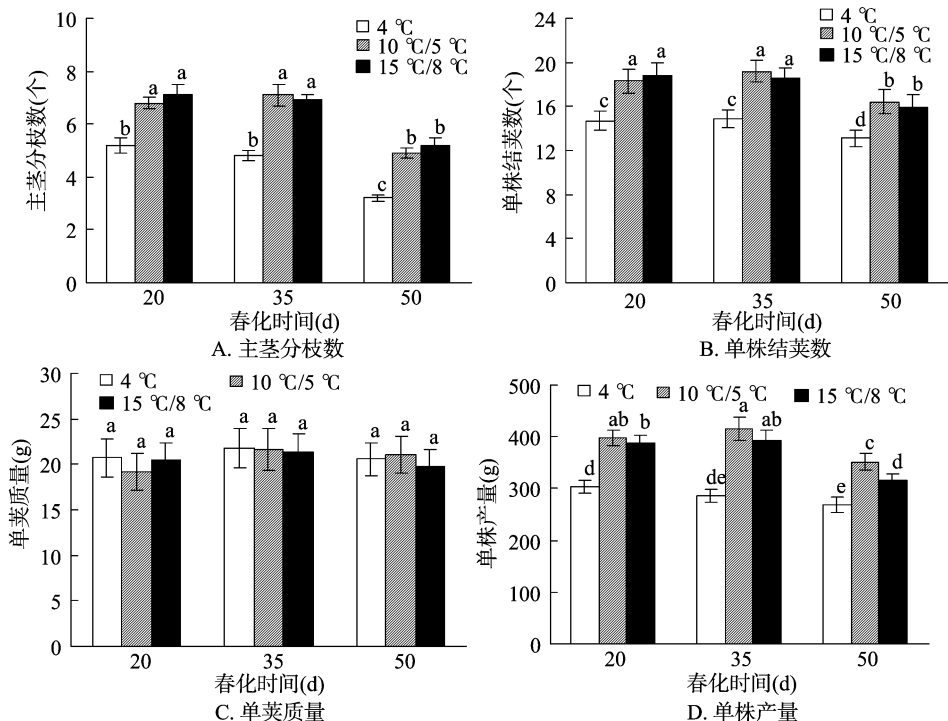 10
8
6
4
2
0
主茎分枝数(个)
4 ℃
10 ℃/5 ℃
15 ℃/8 ℃
b
a
a
b
a
a
c
b
b
20
35
50
春化时间(d)
A. 主茎分枝数
24
20
16
12
8
4
0
单株结荚数(个)
4 ℃
10 ℃/5 ℃
15 ℃/8 ℃
c
a
a
c
a
a
d
b
b
20
35
50
春化时间(d)
B. 单株结荚数
30
25
20
15
10
5
0
单荚质量(g)
4 ℃
10 ℃/5 ℃
15 ℃/8 ℃
a
a
a
a
a
a
a
a
a
20
35
50
春化时间(d)
C. 单荚质量
500
400
300
200
100
0
单株产量(g)
4 ℃
10 ℃/5 ℃
15 ℃/8 ℃
d
ab
b
de
a
ab
e
c
d
20
35
50
春化时间(d)
D. 单株产量